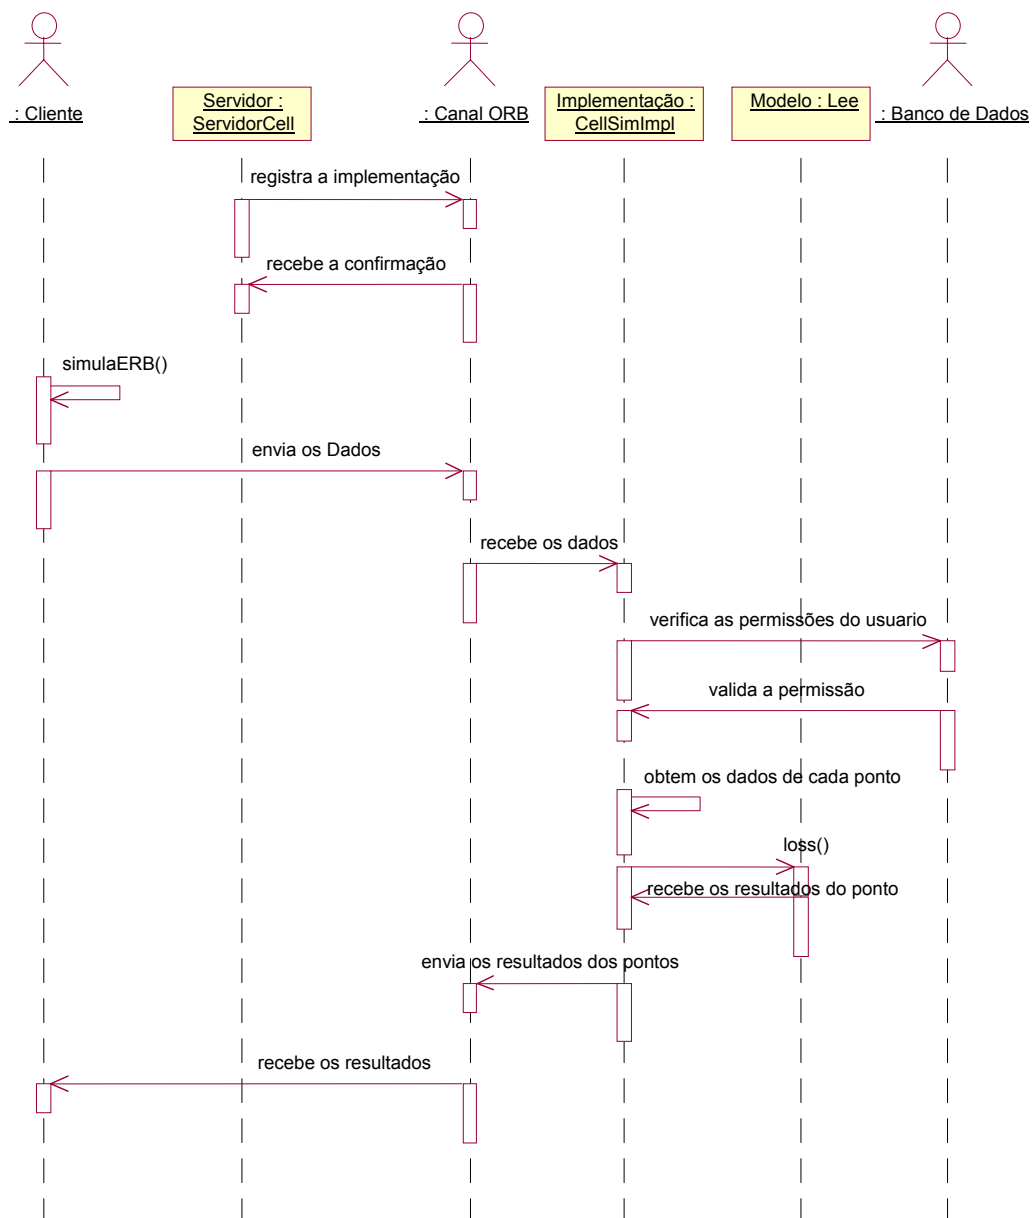 : Cliente
Servidor :
ServidorCell
: Canal ORB
Implementação :
CellSimImpl
Modelo : Lee
: Banco de Dados
registra a implementação
recebe a confirmação
simulaERB()
envia os Dados
recebe os dados
verifica as permissões do usuario
valida a permissão
obtem os dados de cada ponto
loss()
recebe os resultados do ponto
envia os resultados dos pontos
recebe os resultados